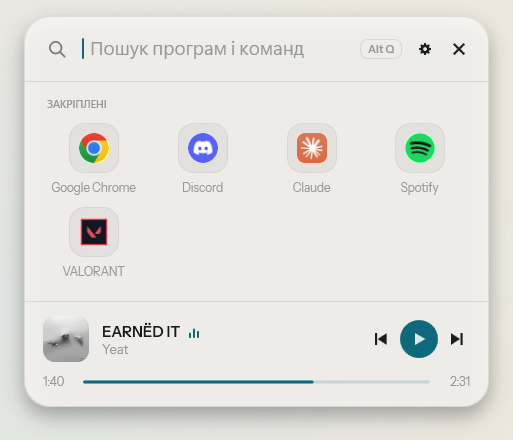 Пошук програм і команд
Alt Q
ЗАКРІПЛЕНІ
Google Chrome
Discord
Claude
Spotify
VALORANT
EARNËD IT
Yeat
1:40
2:31